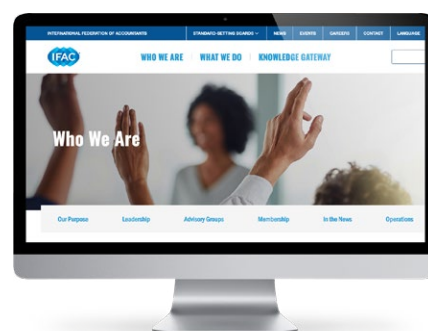 INTERNATIONAL FEDERATION OF ACCOUNTANTS STANDARD-SETTING BOARDS NEWS EVENTS CAREERS CONTACT LANGUAGE
IFAC WHO WE ARE WHAT WE DO KNOWLEDGE GATEWAY
Who We Are
Our Purpose Leadership Advisory Groups Membership In the News Operations